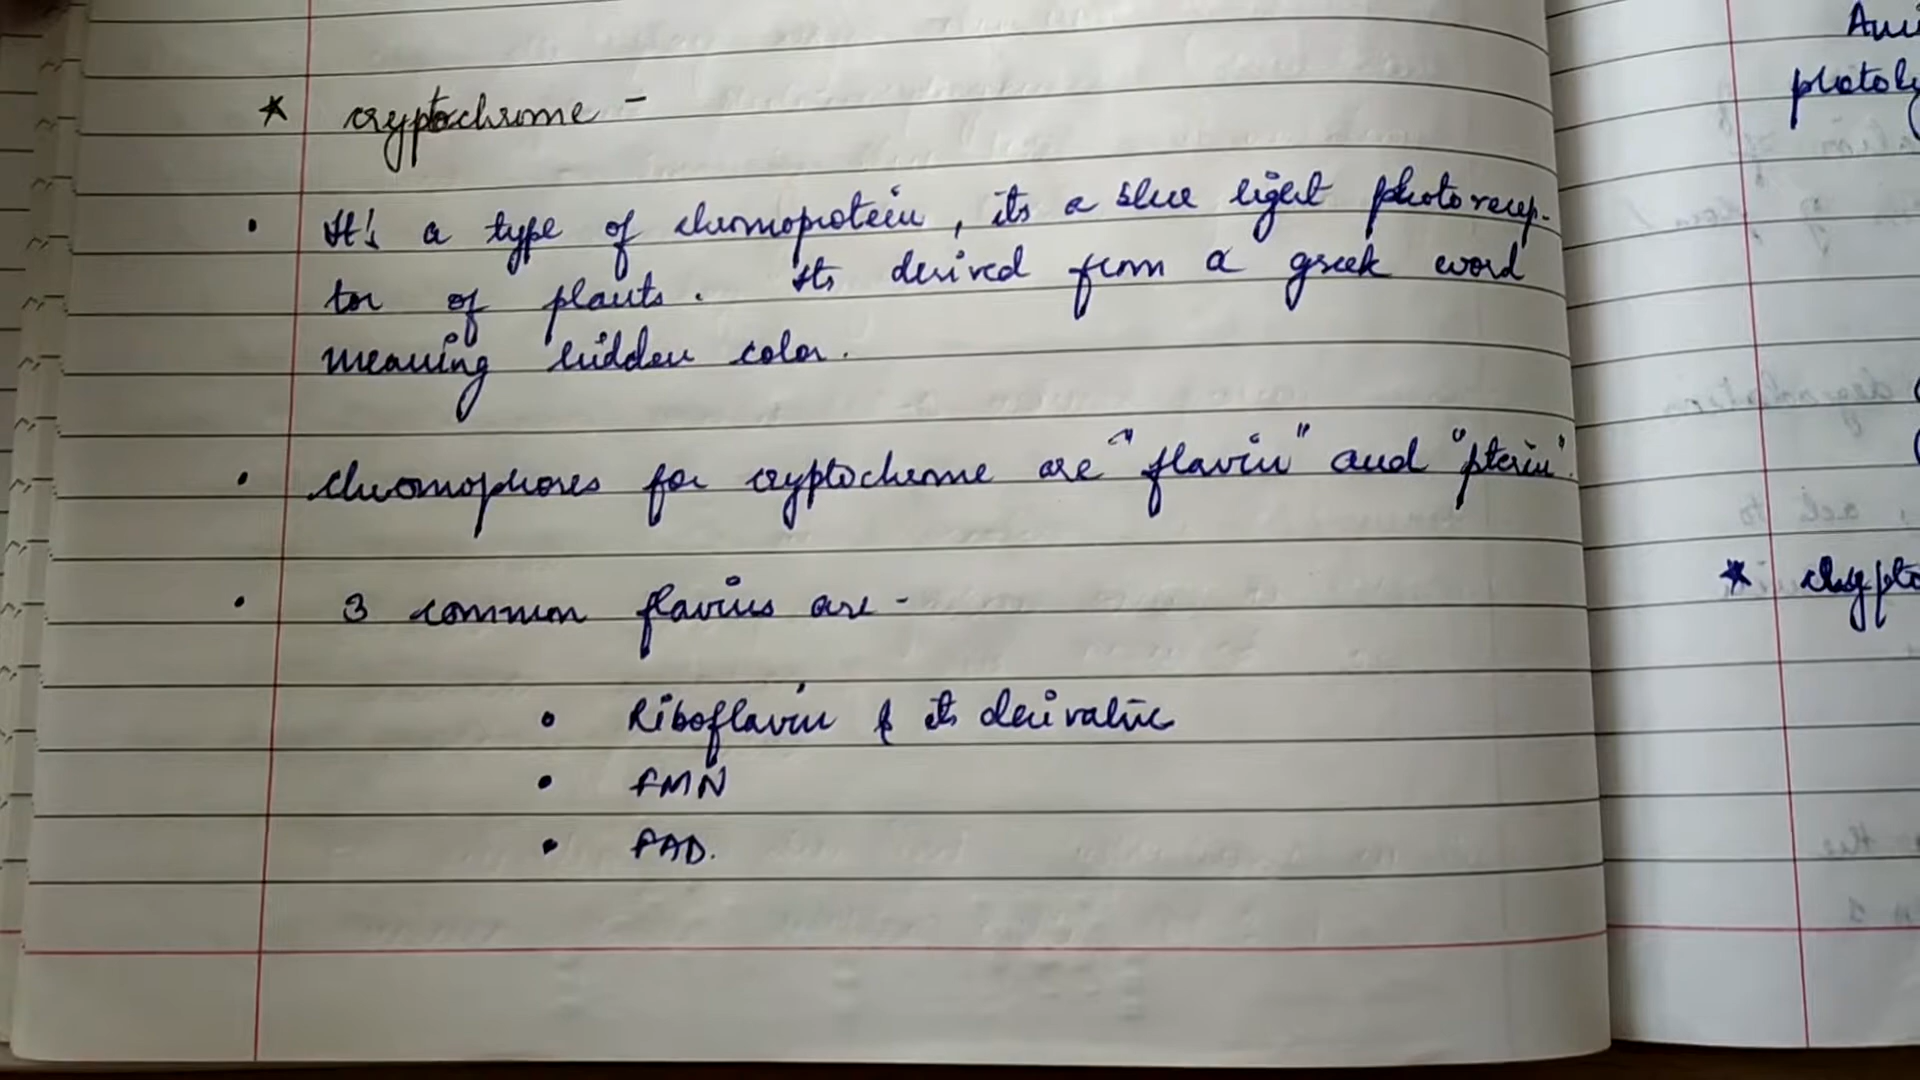 ★ cryptochrome -
• It's a type of chromoprotein, its a blue light photorecep-
tor of plants. Its derived from a greek word
meaning hidden color.
• chromophores for cryptochrome are "flavin" and "pterin".
• 3 common flavins are -
• Riboflavin & its derivative
• FMN
• FAD.
★ crypto